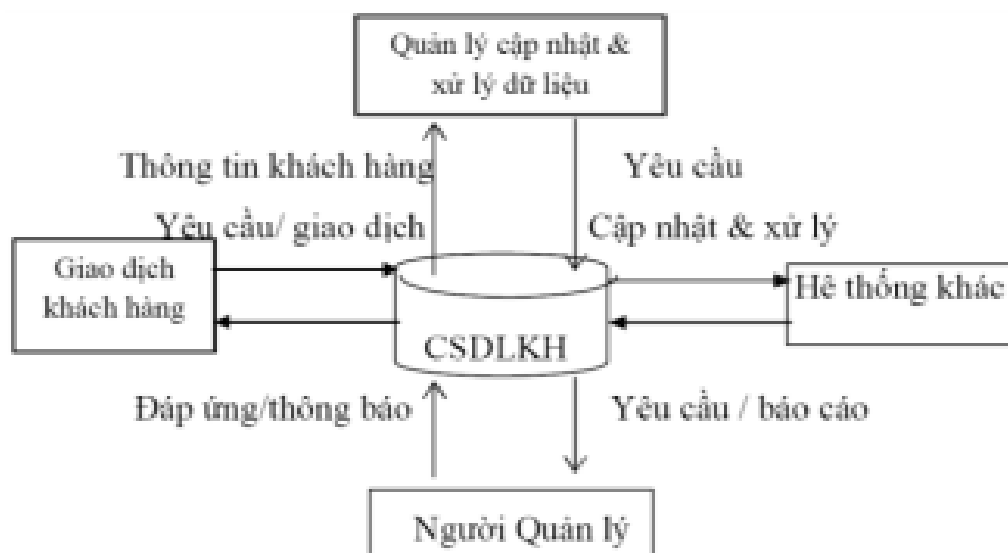 Quản lý cập nhật &
xử lý dữ liệu
Thông tin khách hàng
Yêu cầu
Yêu cầu/ giao dịch
Cập nhật & xử lý
Giao dịch
khách hàng
Hê thống khác
CSDLKH
Đáp ứng/thông báo
Yêu cầu / báo cáo
Người Quản lý